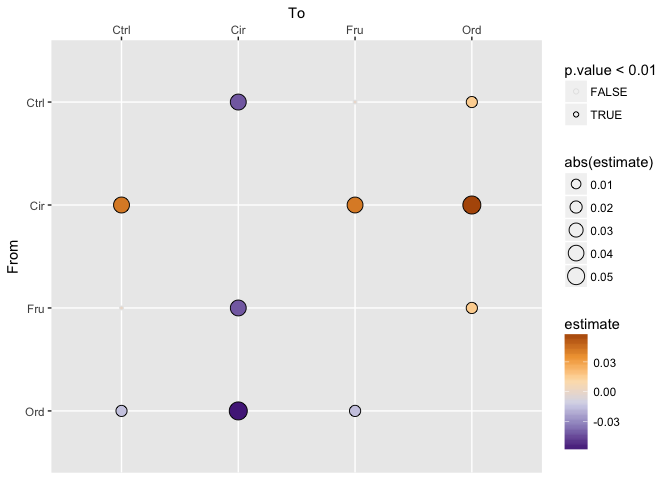 To
Ctrl Cir Fru Ord
From
Ctrl
Cir
Fru
Ord
p.value < 0.01
FALSE
TRUE
abs(estimate)
0.01
0.02
0.03
0.04
0.05
estimate
0.03
0.00
-0.03